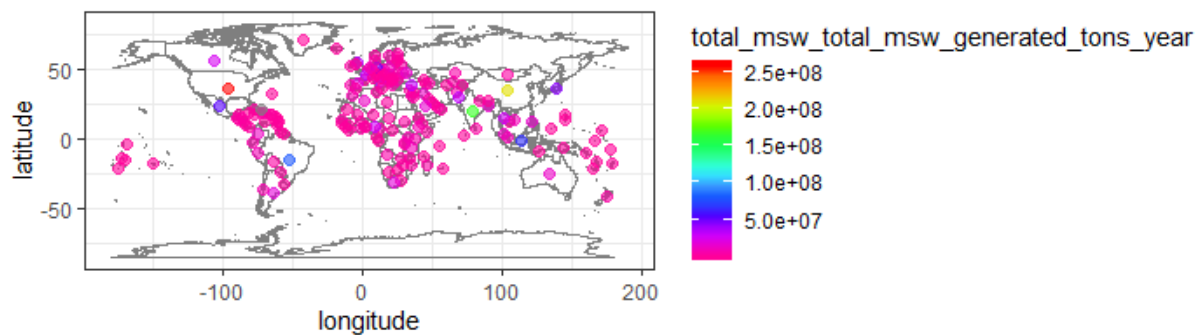 total_msw_total_msw_generated_tons_year
2.5e+08
2.0e+08
1.5e+08
1.0e+08
5.0e+07
50
0
-50
latitude
-100
0
100
200
longitude